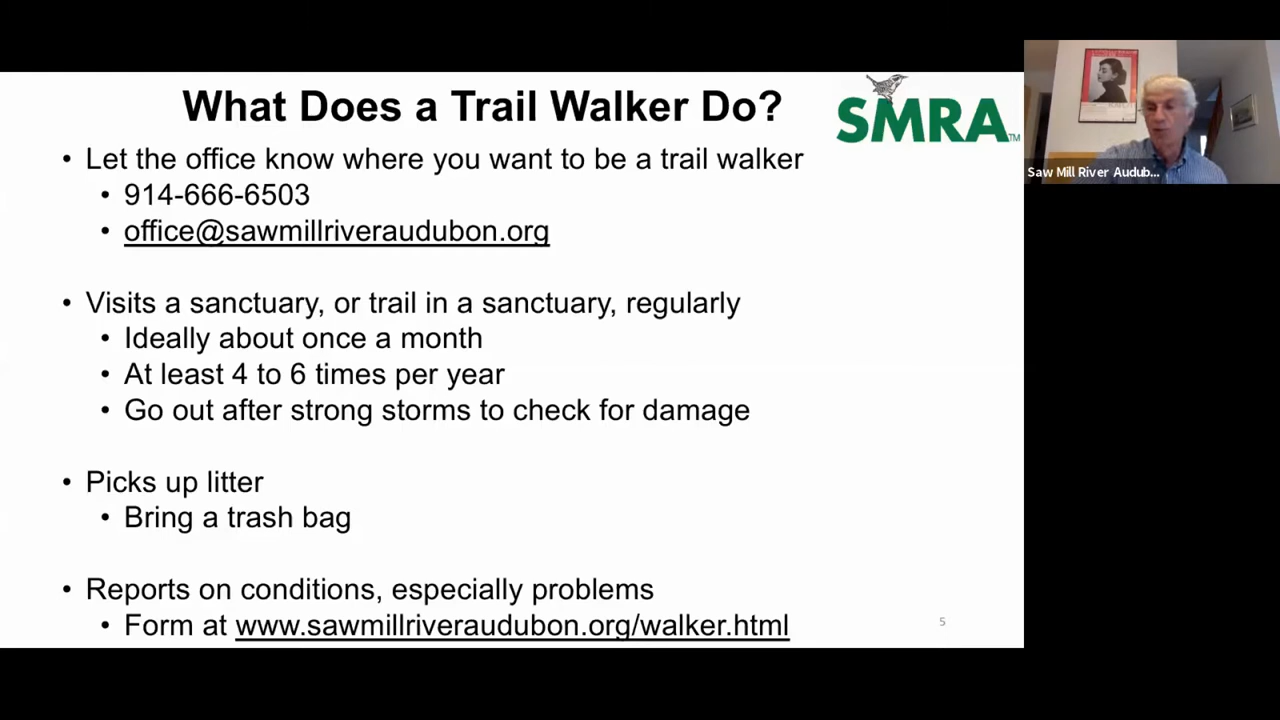 What Does a Trail Walker Do?
SMRA™
• Let the office know where you want to be a trail walker
• 914-666-6503
• office@sawmillriveraudubon.org
• Visits a sanctuary, or trail in a sanctuary, regularly
• Ideally about once a month
• At least 4 to 6 times per year
• Go out after strong storms to check for damage
• Picks up litter
• Bring a trash bag
• Reports on conditions, especially problems
• Form at www.sawmillriveraudubon.org/walker.html
5
Saw Mill River Audub...